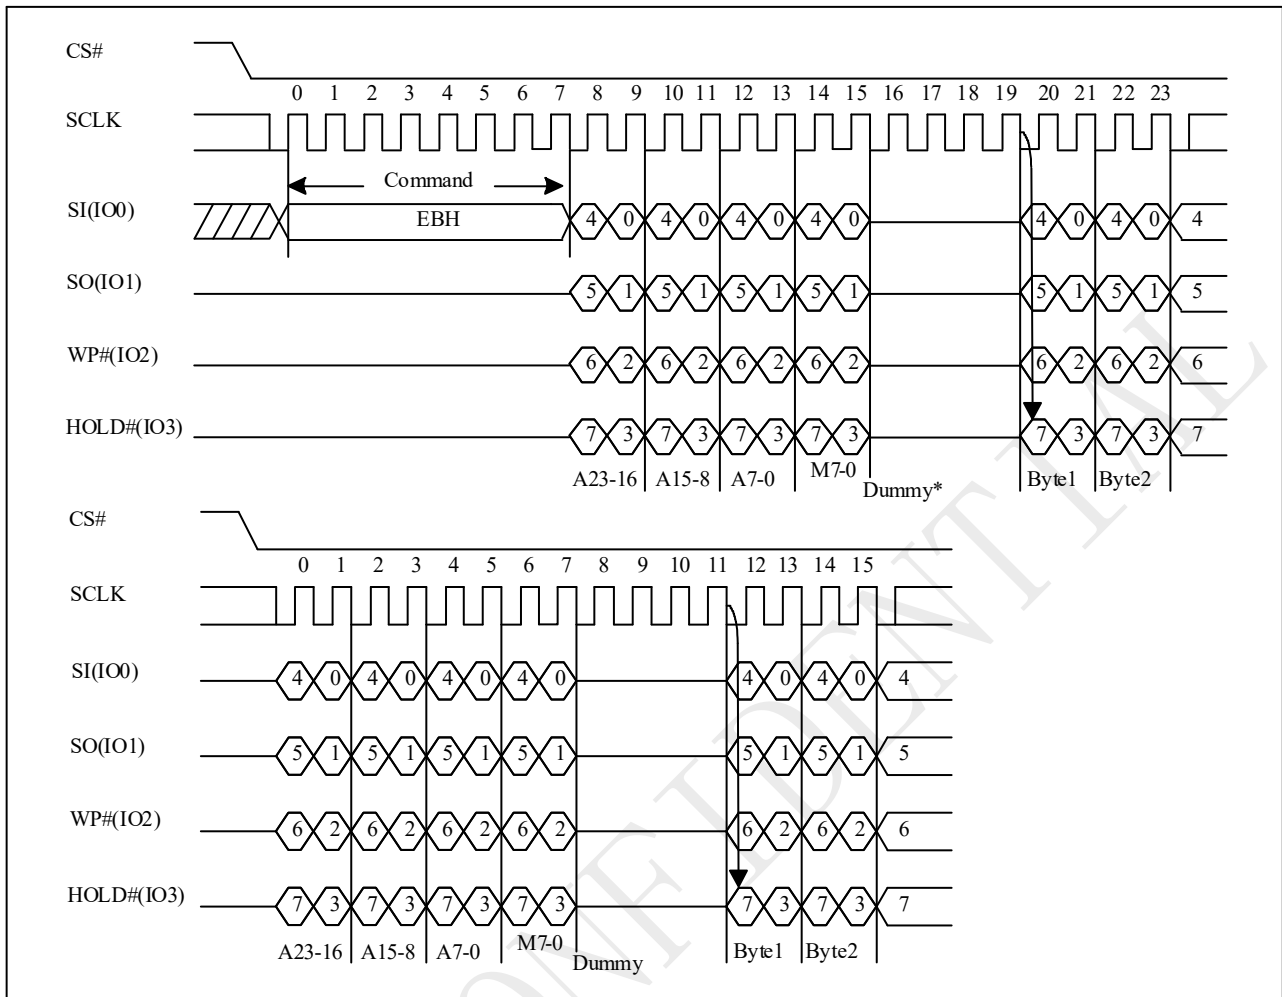 CS#
0 1 2 3 4 5 6 7 8 9 10 11 12 13 14 15 16 17 18 19 20 21 22 23
SCLK
Command
SI(IO0) EBH 4 0 4 0 4 0 4 0 4 0 4 0 4
SO(IO1) 5 1 5 1 5 1 5 1 5 1 5 1 5
WP#(IO2) 6 2 6 2 6 2 6 2 6 2 6 2 6
HOLD#(IO3) 7 3 7 3 7 3 7 3 7 3 7 3 7
A23-16 A15-8 A7-0 M7-0 Dummy* Byte1 Byte2
CS#
0 1 2 3 4 5 6 7 8 9 10 11 12 13 14 15
SCLK
SI(IO0) 4 0 4 0 4 0 4 0 4 0 4 0 4
SO(IO1) 5 1 5 1 5 1 5 1 5 1 5 1 5
WP#(IO2) 6 2 6 2 6 2 6 2 6 2 6 2 6
HOLD#(IO3) 7 3 7 3 7 3 7 3 7 3 7 3 7
A23-16 A15-8 A7-0 M7-0 Dummy Byte1 Byte2
ONFIDENTIAL